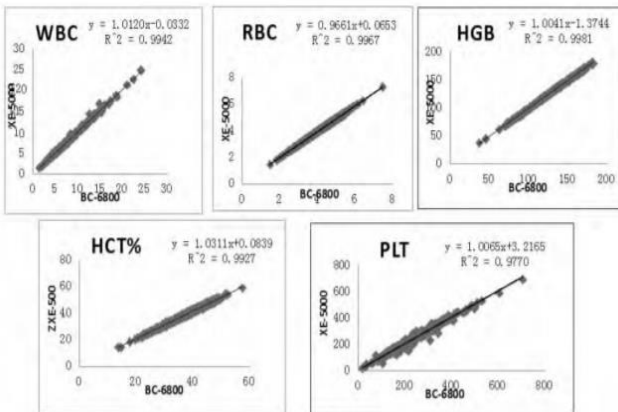 WBC
y = 1.0120x-0.0332
R^2 = 0.9942
XE-5000
30
25
20
15
10
5
0
0 5 10 15 20 25 30
BC-6800
RBC
y = 0.9661x+0.0653
R^2 = 0.9967
XE-5000
8
6
4
2
0
0 2 4 6 8
BC-6800
HGB
y = 1.0041x-1.3744
R^2 = 0.9981
XE-5000
200
150
100
50
0
0 50 100 150 200
BC-6800
HCT%
y = 1.0311x+0.0839
R^2 = 0.9927
ZXE-500
80
60
40
20
0
0 20 40 60
BC-6800
PLT
y = 1.0065x+3.2165
R^2 = 0.9770
XE-5000
800
600
400
200
0
0 200 400 600 800
BC-6800